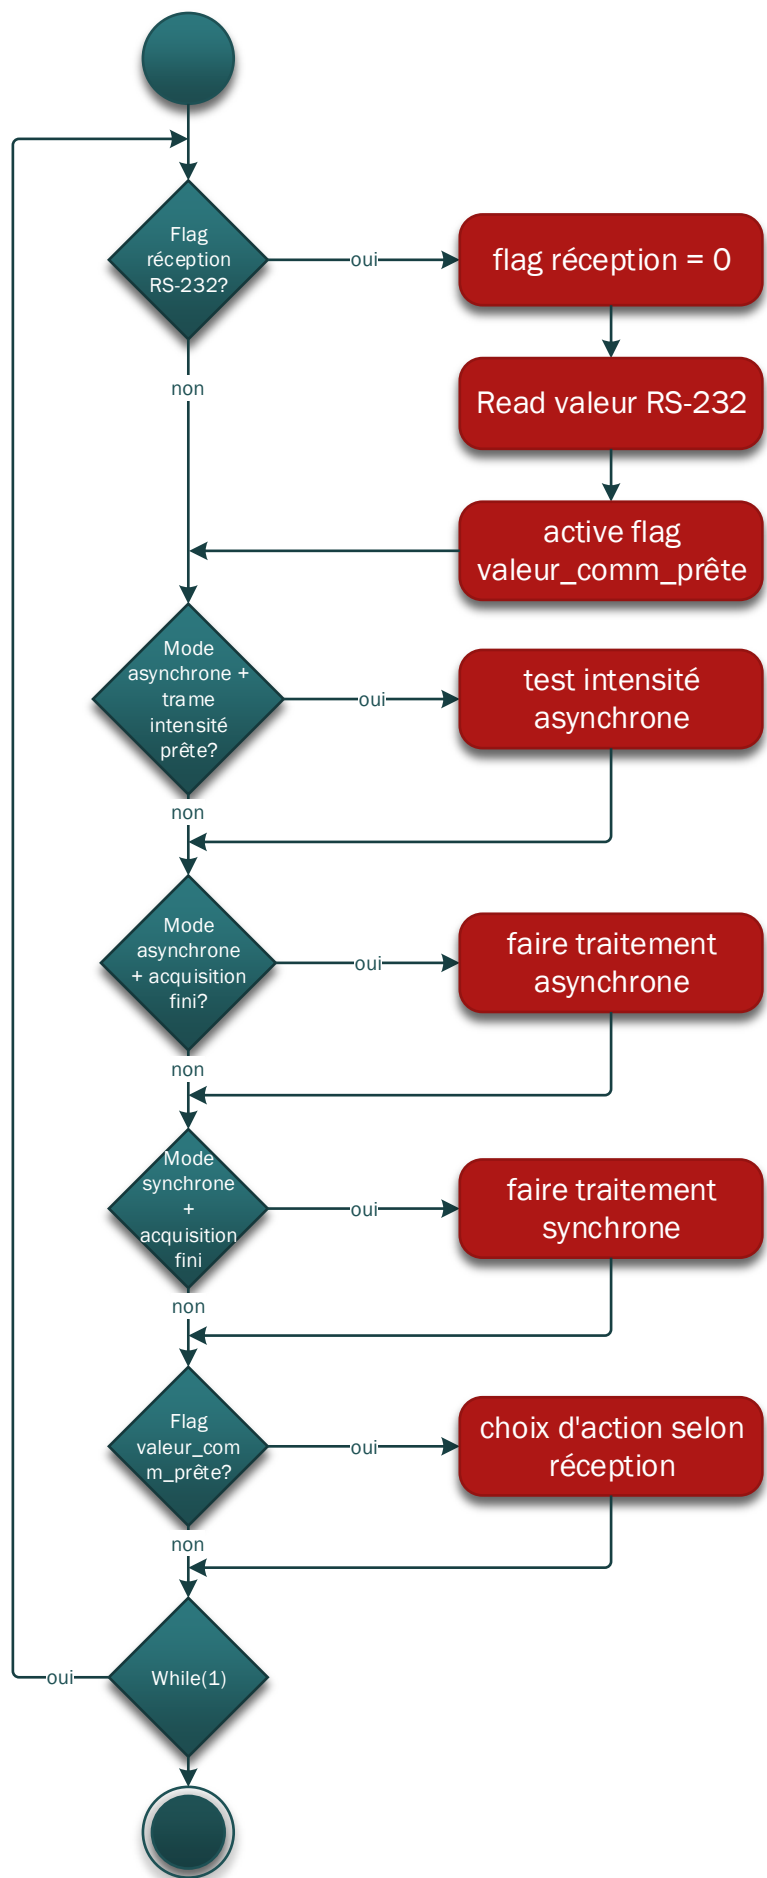 Flag
réception
RS-232?
oui
flag réception = 0
non
Read valeur RS-232
active flag
valeur_comm_prête
Mode
asynchrone +
trame
intensité
prête?
oui
test intensité
asynchrone
non
Mode
asynchrone
+ acquisition
fini?
oui
faire traitement
asynchrone
non
Mode
synchrone
+
acquisition
fini
oui
faire traitement
synchrone
non
Flag
valeur_com
m_prête?
oui
choix d'action selon
réception
non
While(1)
oui